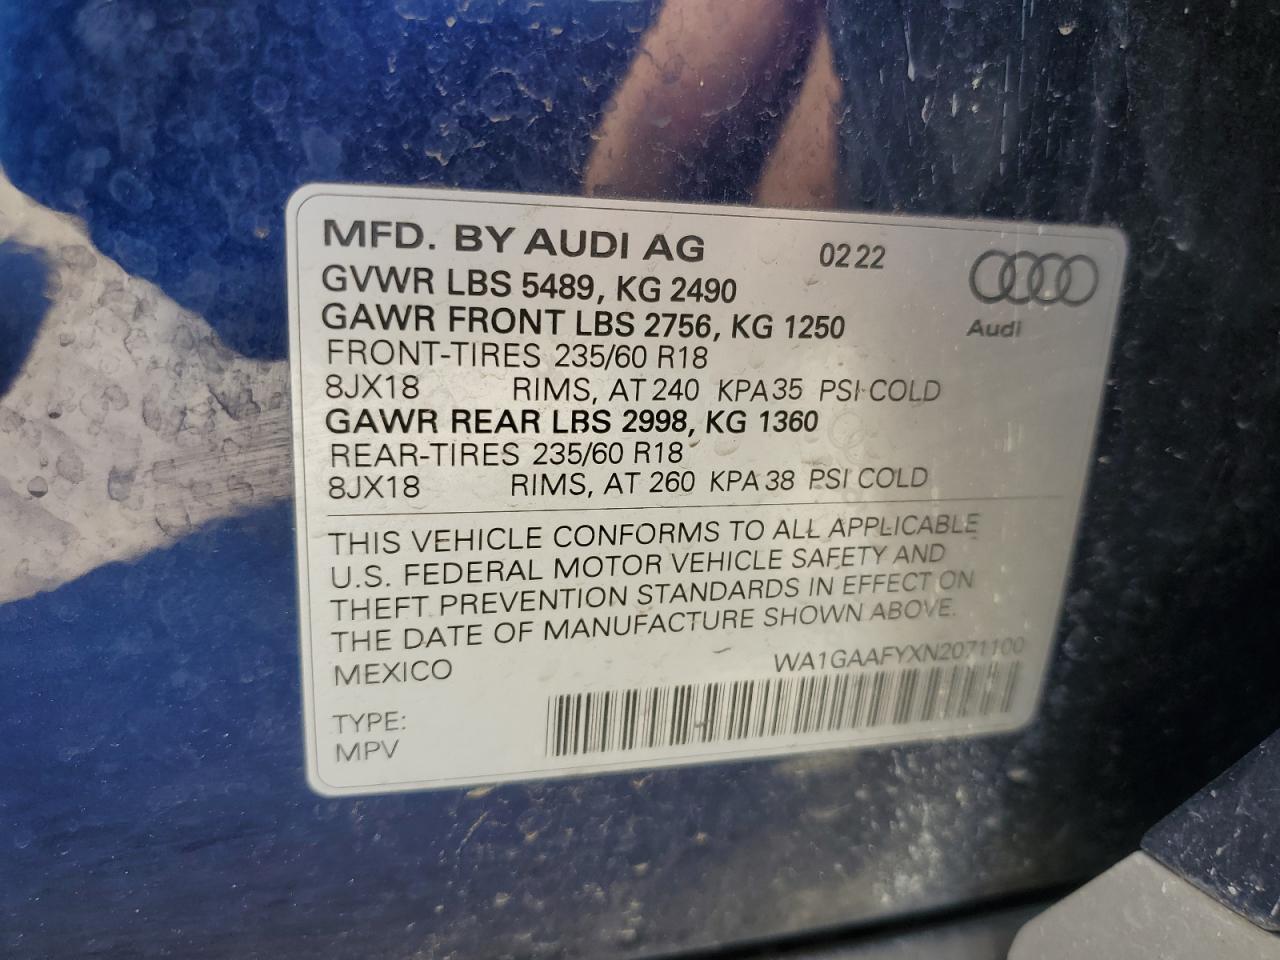 MFD. BY AUDI AG 02 22
GVWR LBS 5489, KG 2490
GAWR FRONT LBS 2756, KG 1250
Audi
FRONT-TIRES 235/60 R18
8JX18 RIMS, AT 240 KPA 35 PSI COLD
GAWR REAR LBS 2998, KG 1360
REAR-TIRES 235/60 R18
8JX18 RIMS, AT 260 KPA 38 PSI COLD
THIS VEHICLE CONFORMS TO ALL APPLICABLE
U.S. FEDERAL MOTOR VEHICLE SAFETY AND
THEFT PREVENTION STANDARDS IN EFFECT ON
THE DATE OF MANUFACTURE SHOWN ABOVE.
MEXICO WA1GAAFYXN2071100
TYPE:
MPV